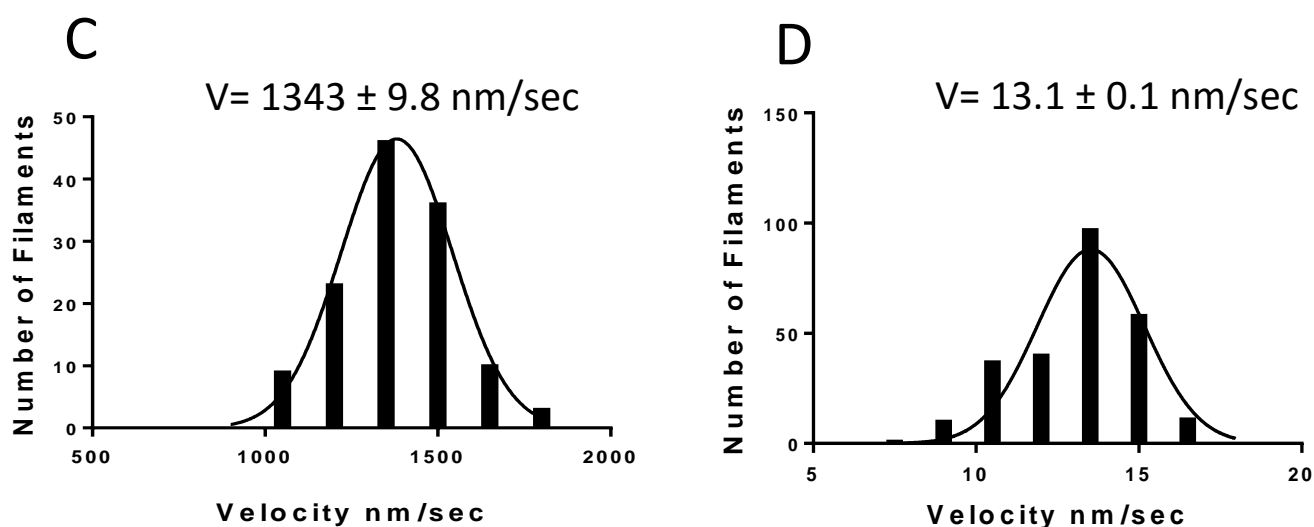 C
V= 1343 ± 9.8 nm/sec
Number of Filaments
50
40
30
20
10
0
500
1000
1500
2000
Velocity nm/sec
D
V= 13.1 ± 0.1 nm/sec
Number of Filaments
150
100
50
0
5
10
15
20
Velocity nm/sec